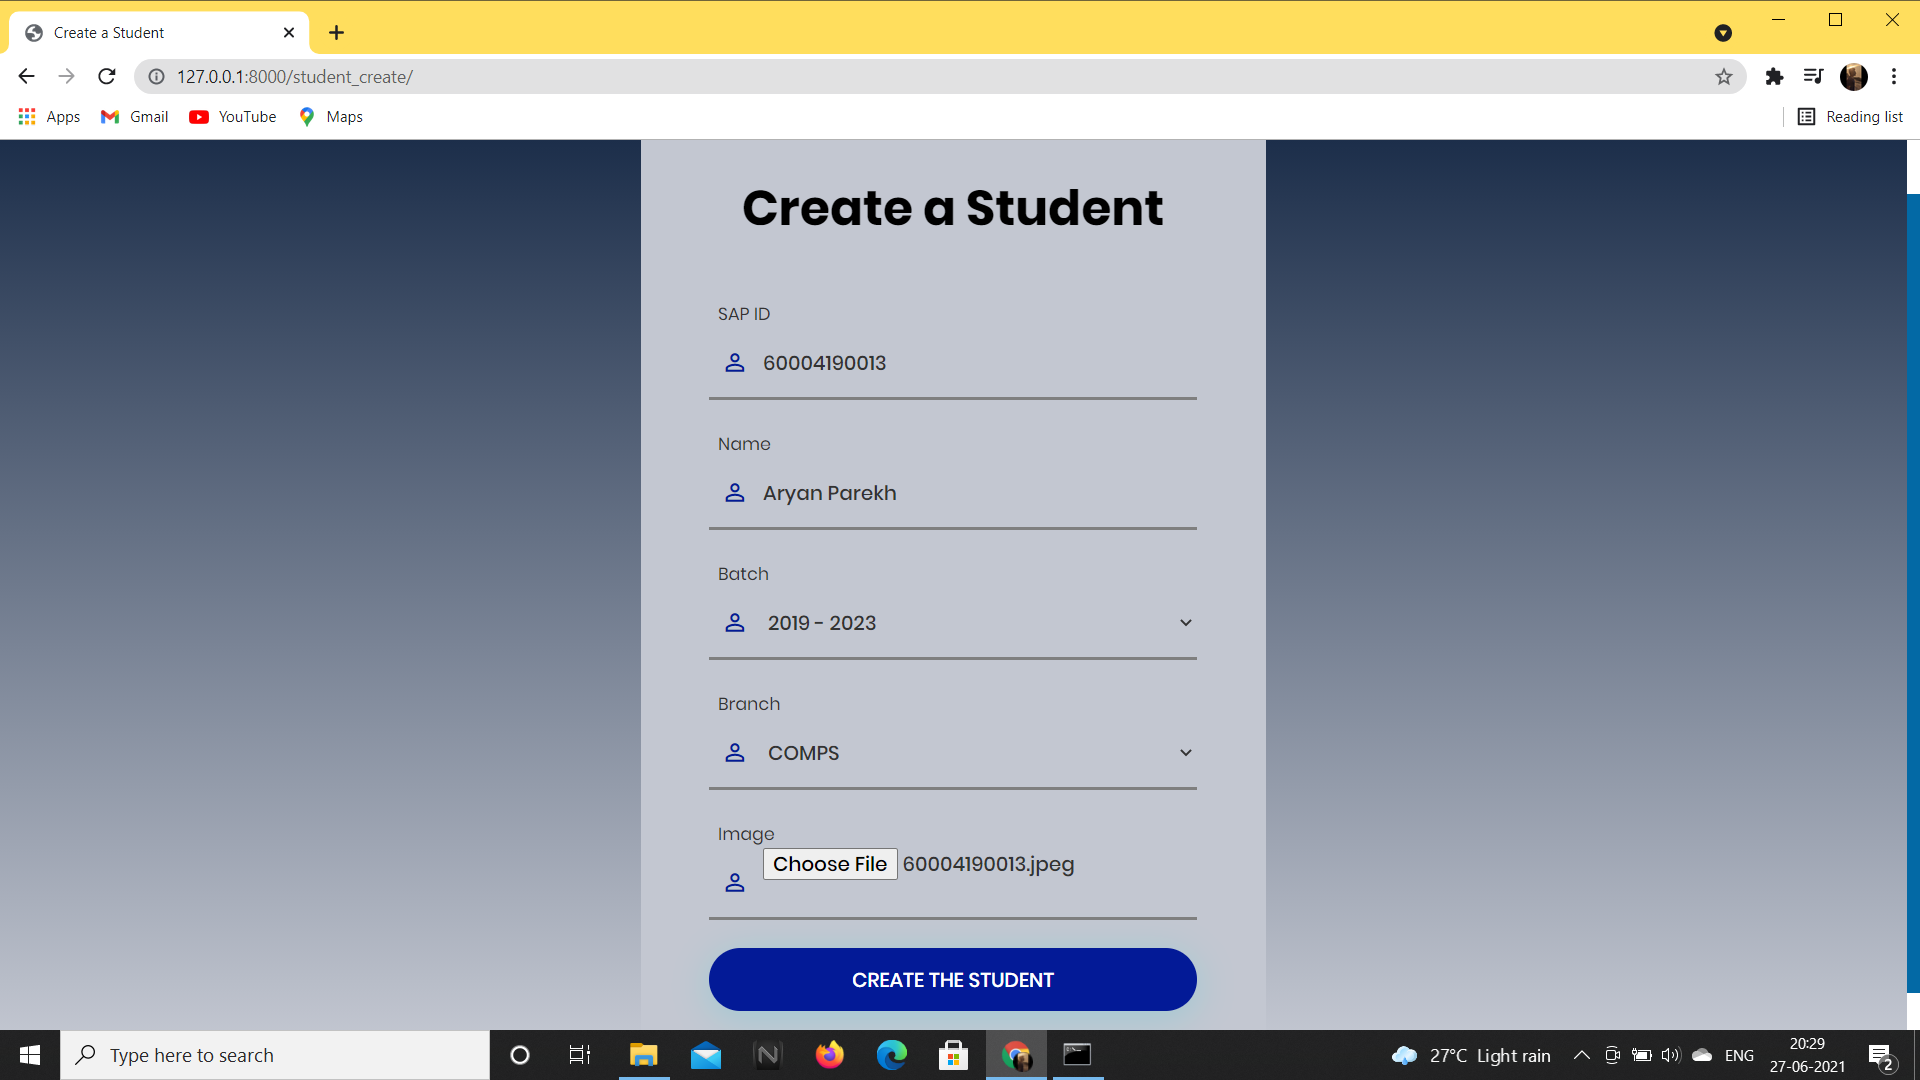 Create a Student
127.0.0.1:8000/student_create/
Apps
Gmail
YouTube
Maps
Reading list
Create a Student
SAP ID
60004190013
Name
Aryan Parekh
Batch
2019 - 2023
Branch
COMPS
Image
Choose File 60004190013.jpeg
CREATE THE STUDENT
Type here to search
27°C Light rain
ENG
20:29
27-06-2021
2